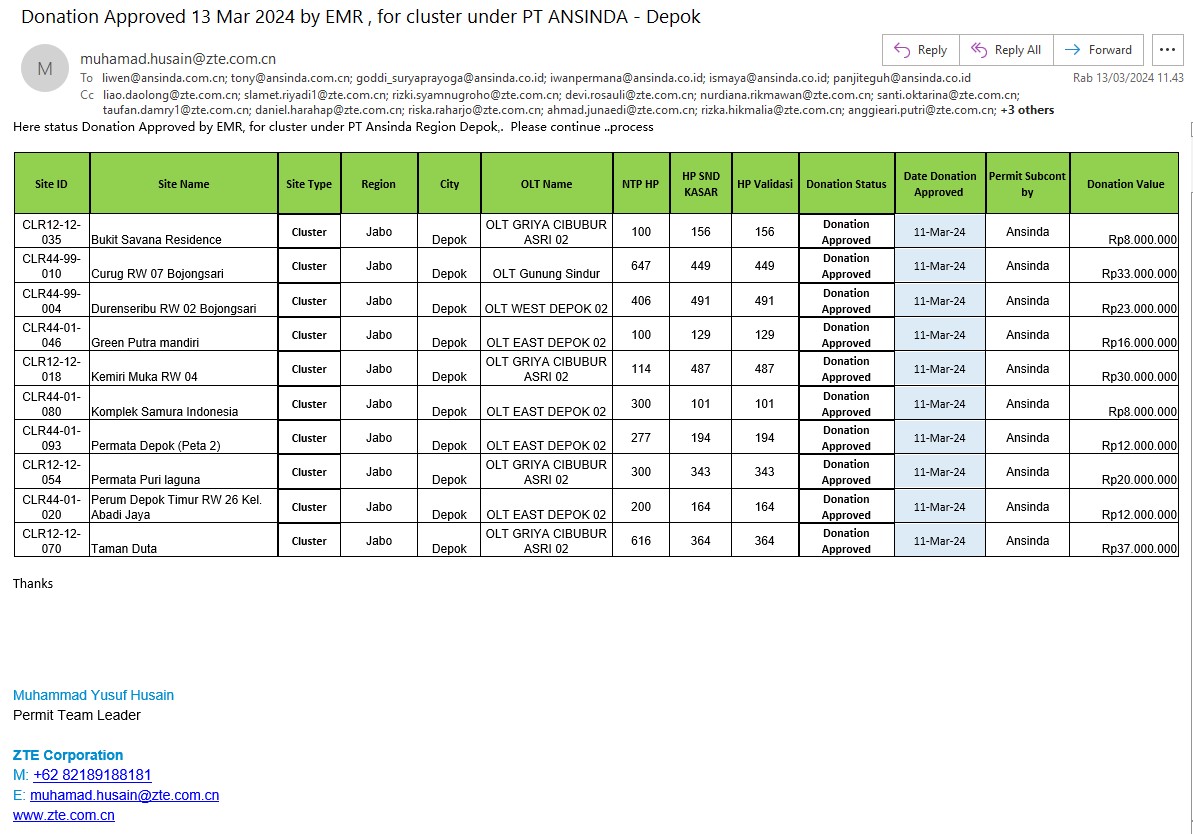 Donation Approved 13 Mar 2024 by EMR , for cluster under PT ANSINDA - Depok
M
muhamad.husain@zte.com.cn
Reply
Reply All
Forward
To liwen@ansinda.com.cn; tony@ansinda.com.cn; goddi_suryaprayoga@ansinda.co.id; iwanpermana@ansinda.co.id; ismaya@ansinda.co.id; panjiteguh@ansinda.co.id
Rab 13/03/2024 11.43
Cc liao.daolong@zte.com.cn; slamet.riyadi1@zte.com.cn; rizki.syamnugroho@zte.com.cn; devi.rosauli@zte.com.cn; nurdiana.rikmawan@zte.com.cn; santi.oktarina@zte.com.cn;
taufan.damry1@zte.com.cn; daniel.harahap@zte.com.cn; riska.raharjo@zte.com.cn; ahmad.junaedi@zte.com.cn; rizka.hikmalia@zte.com.cn; anggieari.putri@zte.com.cn; +3 others
Here status Donation Approved by EMR, for cluster under PT Ansinda Region Depok,.  Please continue ..process
Site ID Site Name Site Type Region City OLT Name NTP HP HP SND KASAR HP Validasi Donation Status Date Donation Approved Permit Subcont by Donation Value
CLR12-12-035 Bukit Savana Residence Cluster Jabo Depok OLT GRIYA CIBUBUR ASRI 02 100 156 156 Donation Approved 11-Mar-24 Ansinda Rp8.000.000
CLR44-99-010 Curug RW 07 Bojongsari Cluster Jabo Depok OLT Gunung Sindur 647 449 449 Donation Approved 11-Mar-24 Ansinda Rp33.000.000
CLR44-99-004 Durenseribu RW 02 Bojongsari Cluster Jabo Depok OLT WEST DEPOK 02 406 491 491 Donation Approved 11-Mar-24 Ansinda Rp23.000.000
CLR44-01-046 Green Putra mandiri Cluster Jabo Depok OLT EAST DEPOK 02 100 129 129 Donation Approved 11-Mar-24 Ansinda Rp16.000.000
CLR12-12-018 Kemiri Muka RW 04 Cluster Jabo Depok OLT GRIYA CIBUBUR ASRI 02 114 487 487 Donation Approved 11-Mar-24 Ansinda Rp30.000.000
CLR44-01-080 Komplek Samura Indonesia Cluster Jabo Depok OLT EAST DEPOK 02 300 101 101 Donation Approved 11-Mar-24 Ansinda Rp8.000.000
CLR44-01-093 Permata Depok (Peta 2) Cluster Jabo Depok OLT EAST DEPOK 02 277 194 194 Donation Approved 11-Mar-24 Ansinda Rp12.000.000
CLR12-12-054 Permata Puri laguna Cluster Jabo Depok OLT GRIYA CIBUBUR ASRI 02 300 343 343 Donation Approved 11-Mar-24 Ansinda Rp20.000.000
CLR44-01-020 Perum Depok Timur RW 26 Kel. Abadi Jaya Cluster Jabo Depok OLT EAST DEPOK 02 200 164 164 Donation Approved 11-Mar-24 Ansinda Rp12.000.000
CLR12-12-070 Taman Duta Cluster Jabo Depok OLT GRIYA CIBUBUR ASRI 02 616 364 364 Donation Approved 11-Mar-24 Ansinda Rp37.000.000
Thanks
Muhammad Yusuf Husain
Permit Team Leader
ZTE Corporation
M: +62 82189188181
E: muhamad.husain@zte.com.cn
www.zte.com.cn